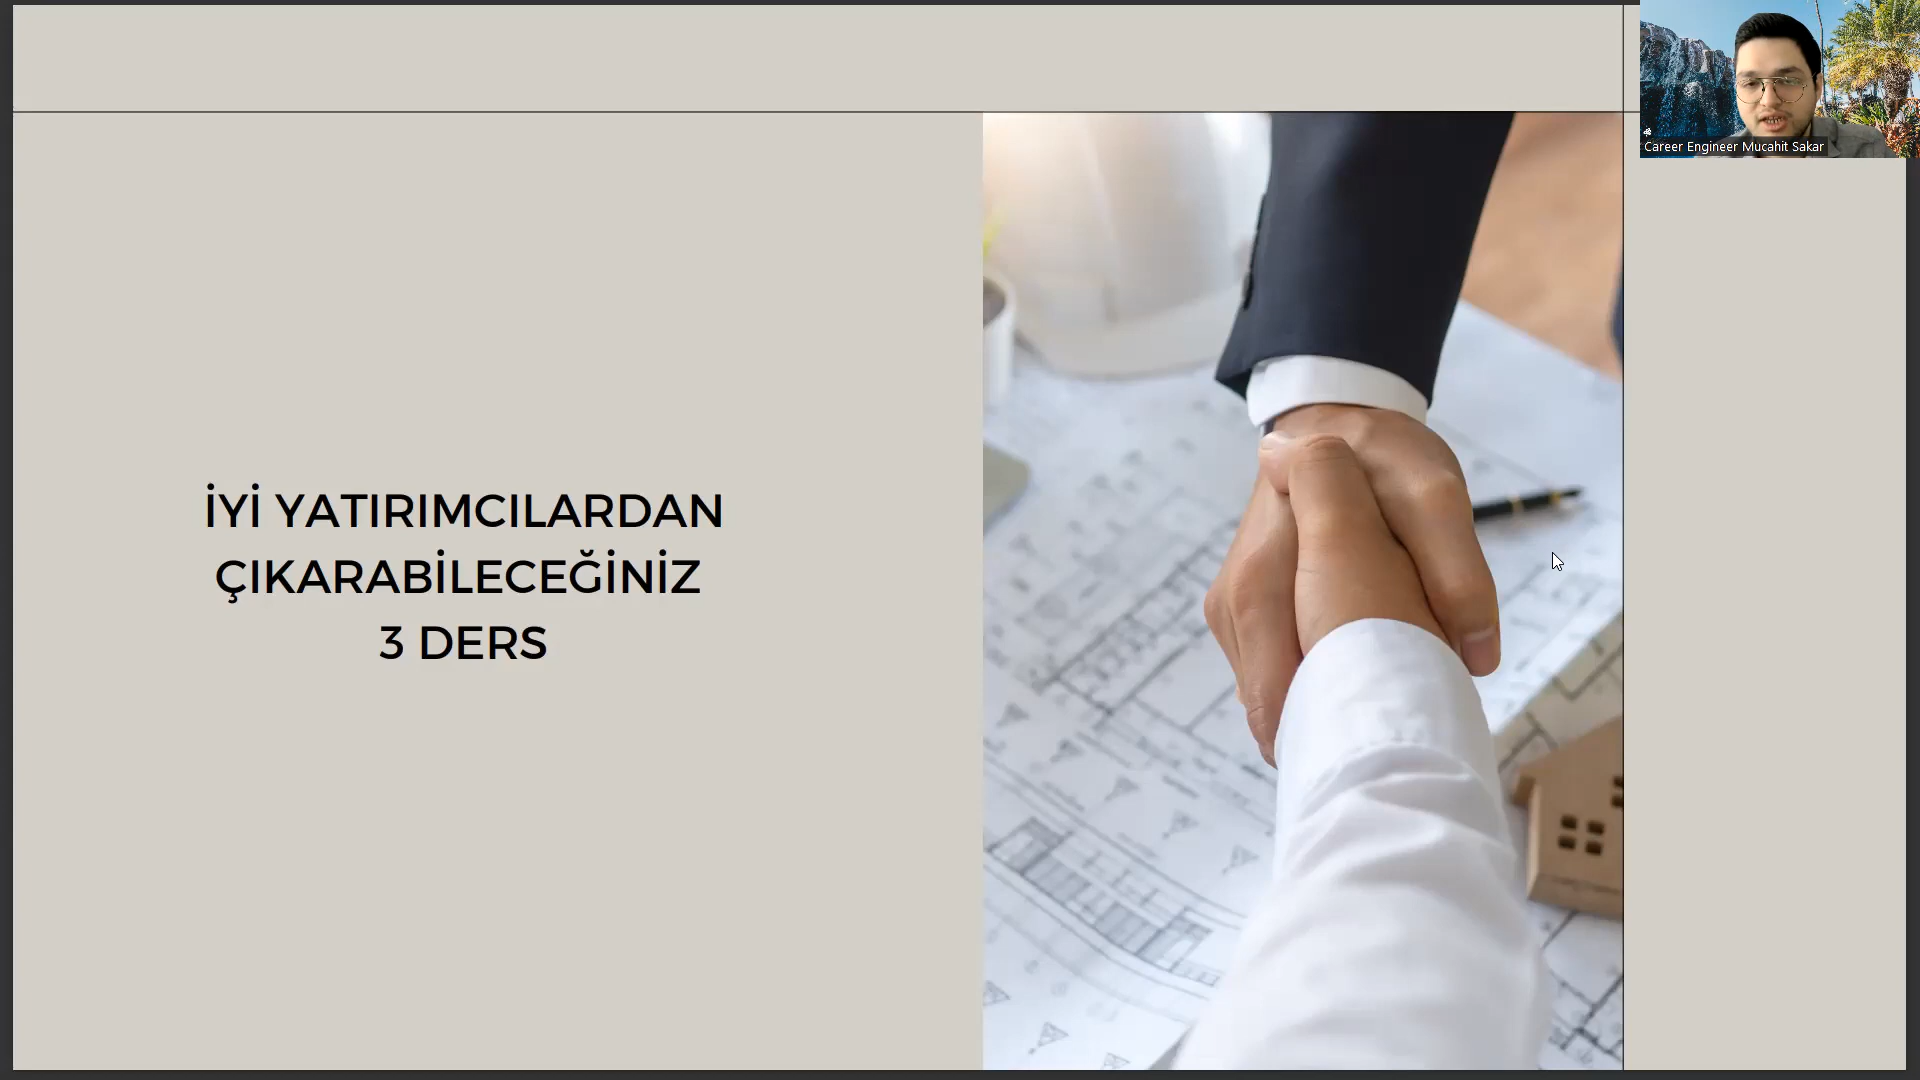 İYİ YATIRIMCILARDAN
ÇIKARABİLECEĞİNİZ
3 DERS
Career Engineer Mucahit Sakar